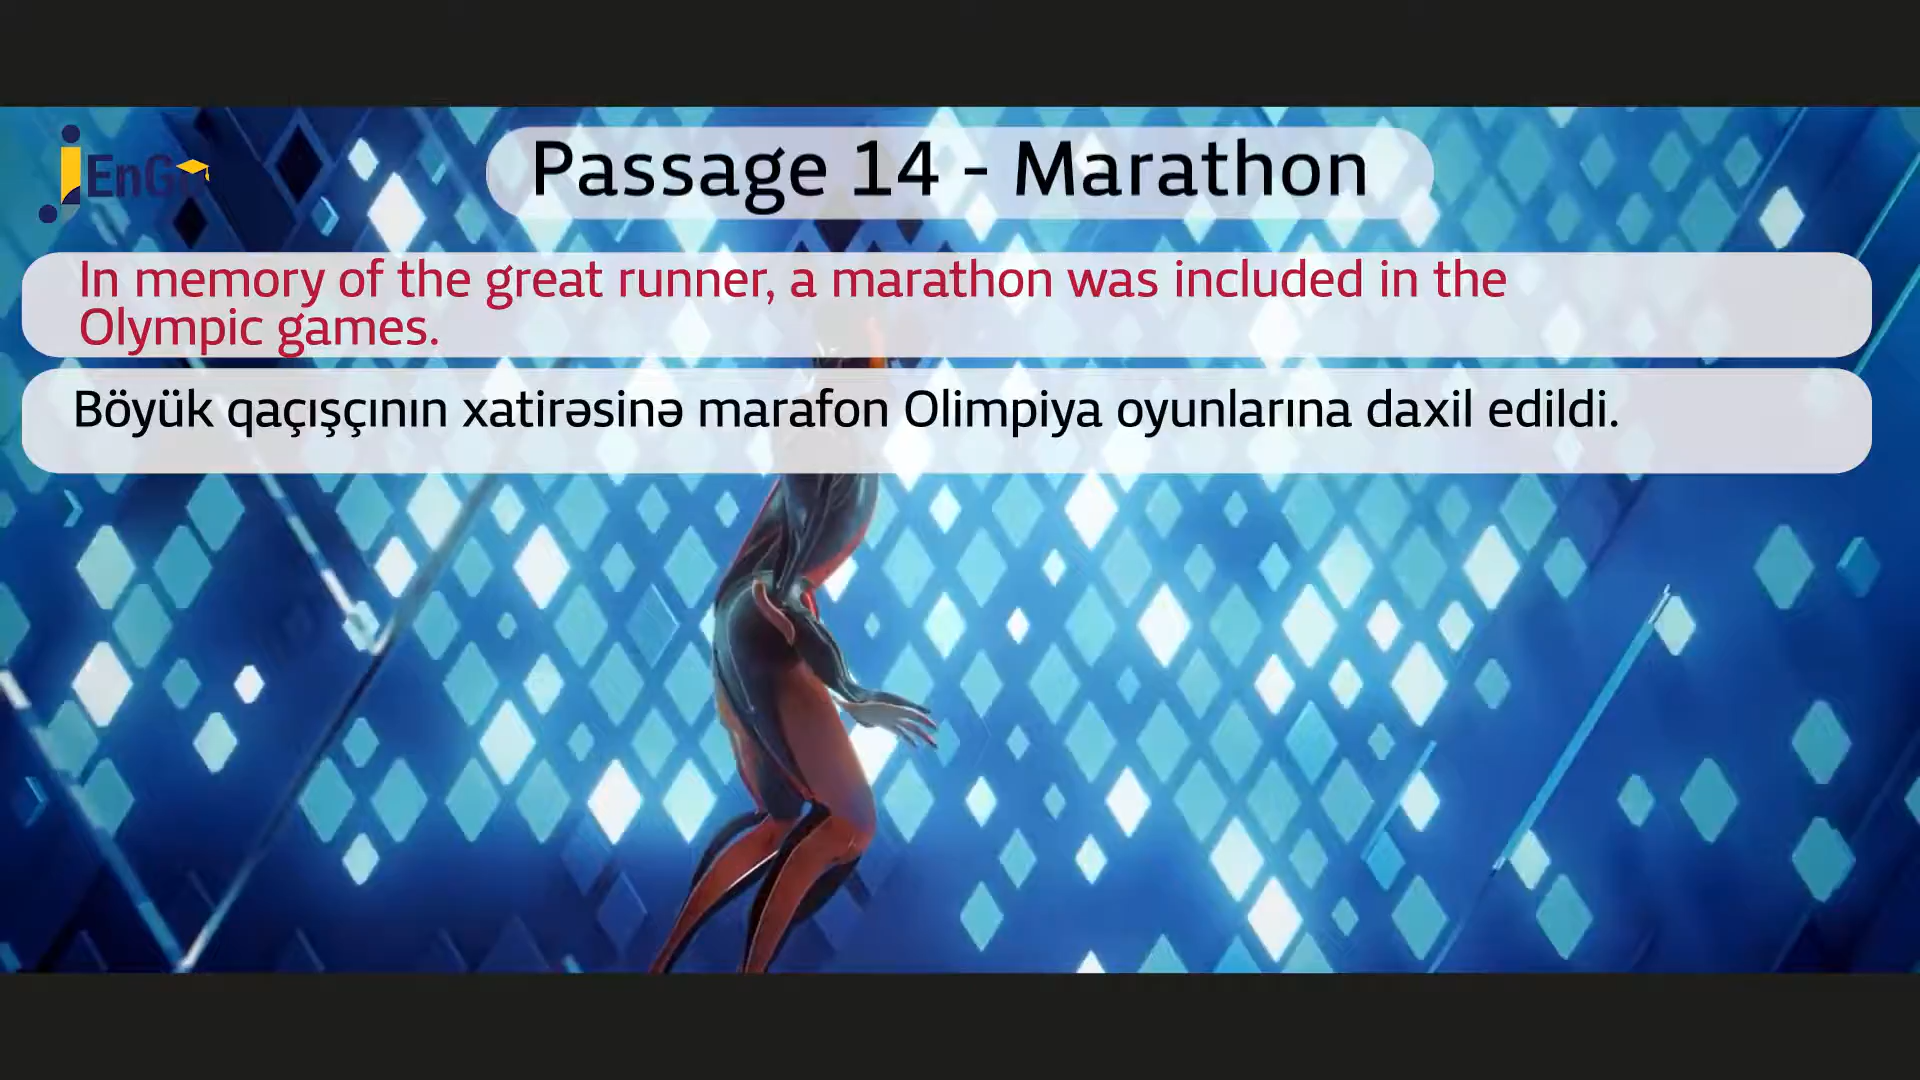 EnGo
Passage 14 - Marathon
In memory of the great runner, a marathon was included in the
Olympic games.
Böyük qaçışçının xatirəsinə marafon Olimpiya oyunlarına daxil edildi.